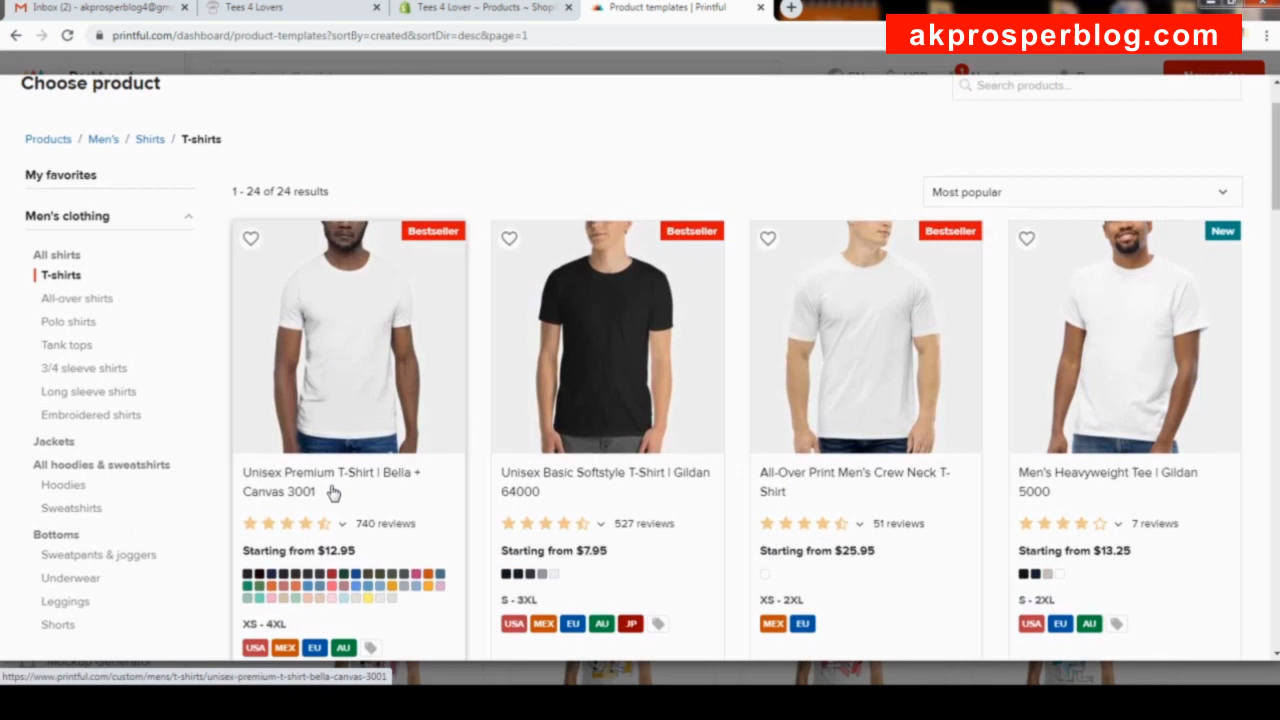 Inbox (2) - akprosperblog4@gm
Tees 4 Lovers
Tees 4 Lover ~ Products ~ Shop
Product templates | Printful
printful.com/dashboard/product-templates?sortBy=created&sortDir=desc&page=1
akprosperblog.com
Choose product
Search products...
Products / Men's / Shirts / T-shirts
My favorites
1 - 24 of 24 results
Most popular
Men's clothing
All shirts
T-shirts
All-over shirts
Polo shirts
Tank tops
3/4 sleeve shirts
Long sleeve shirts
Embroidered shirts
Jackets
All hoodies & sweatshirts
Hoodies
Sweatshirts
Bottoms
Sweatpants & joggers
Underwear
Leggings
Shorts
Bestseller
Unisex Premium T-Shirt | Bella +
Canvas 3001
740 reviews
Starting from $12.95
XS - 4XL
USA MEX EU AU
Bestseller
Unisex Basic Softstyle T-Shirt | Gildan
64000
527 reviews
Starting from $7.95
S - 3XL
USA MEX EU AU JP
Bestseller
All-Over Print Men's Crew Neck T-
Shirt
51 reviews
Starting from $25.95
XS - 2XL
MEX EU
New
Men's Heavyweight Tee | Gildan
5000
7 reviews
Starting from $13.25
S - 2XL
USA EU AU
Mockup Generator
https://www.printful.com/custom/mens/t-shirts/unisex-premium-t-shirt-bella-canvas-3001